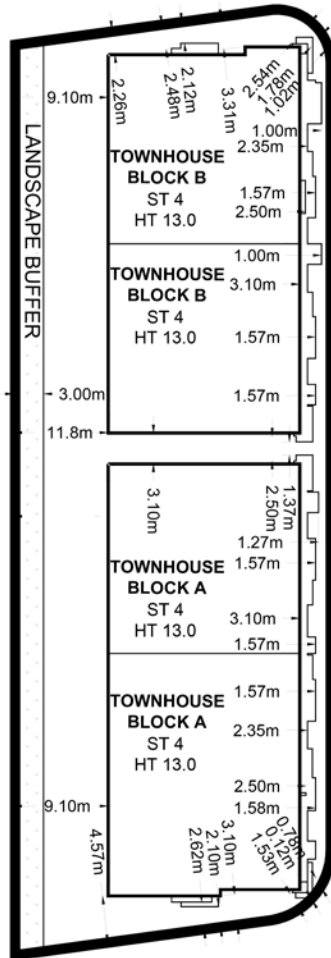 2.26m
2.48m
2.12m
3.31m
2.54m
1.78m
1.02m
9.10m
1.00m
2.35m
LANDSCAPE BUFFER
TOWNHOUSE
BLOCK B
ST 4
HT 13.0
1.57m
2.50m
1.00m
TOWNHOUSE
BLOCK B
ST 4
HT 13.0
3.10m
1.57m
3.00m
1.57m
11.8m
3.10m
2.50m
1.37m
1.27m
TOWNHOUSE
BLOCK A
ST 4
HT 13.0
1.57m
3.10m
1.57m
TOWNHOUSE
BLOCK A
ST 4
HT 13.0
1.57m
2.35m
2.50m
9.10m
1.58m
4.57m
2.62m
2.10m
3.10m
1.53m
0.12m
0.78m